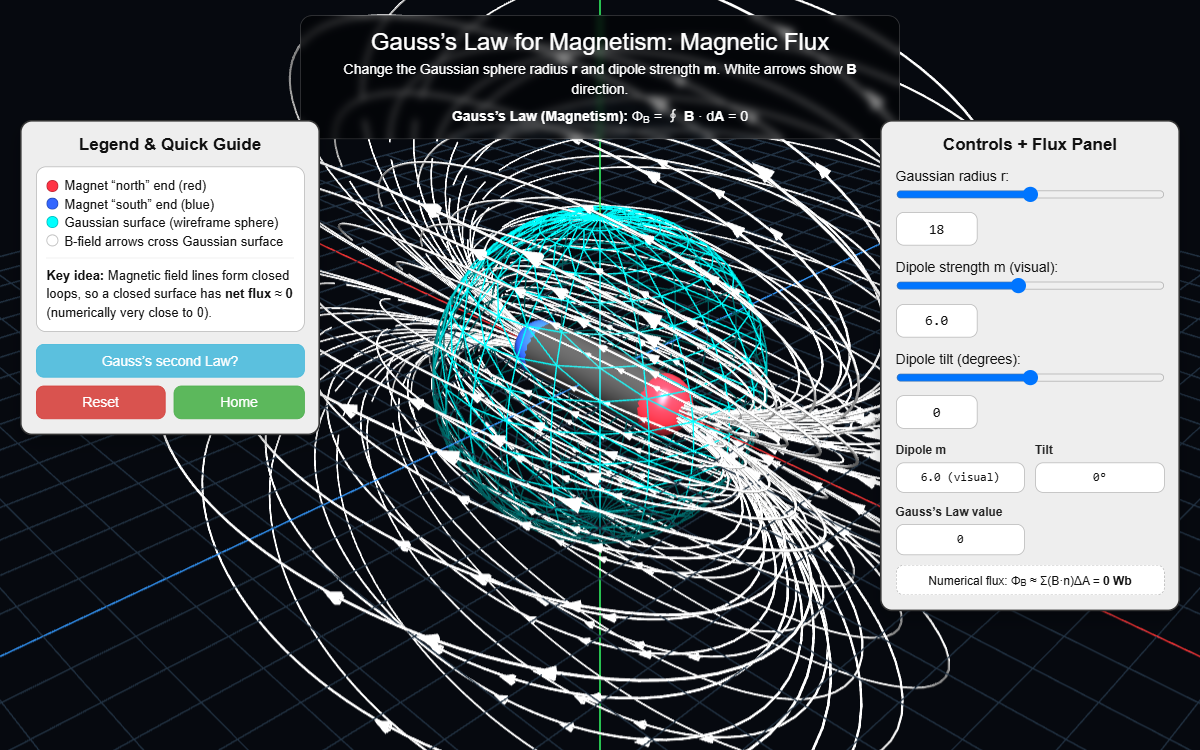 Gauss’s Law for Magnetism: Magnetic Flux
Change the Gaussian sphere radius r and dipole strength m. White arrows show B
direction.
Gauss’s Law (Magnetism): ΦB = ∮ B · dA = 0
Legend & Quick Guide
Magnet “north” end (red)
Magnet “south” end (blue)
Gaussian surface (wireframe sphere)
B-field arrows cross Gaussian surface
Key idea: Magnetic field lines form closed
loops, so a closed surface has net flux ≈ 0
(numerically very close to 0).
Gauss’s second Law?
Reset
Home
Controls + Flux Panel
Gaussian radius r:
18
Dipole strength m (visual):
6.0
Dipole tilt (degrees):
0
Dipole m
Tilt
6.0 (visual)
0°
Gauss’s Law value
0
Numerical flux: ΦB ≈ Σ(B·n)ΔA = 0 Wb